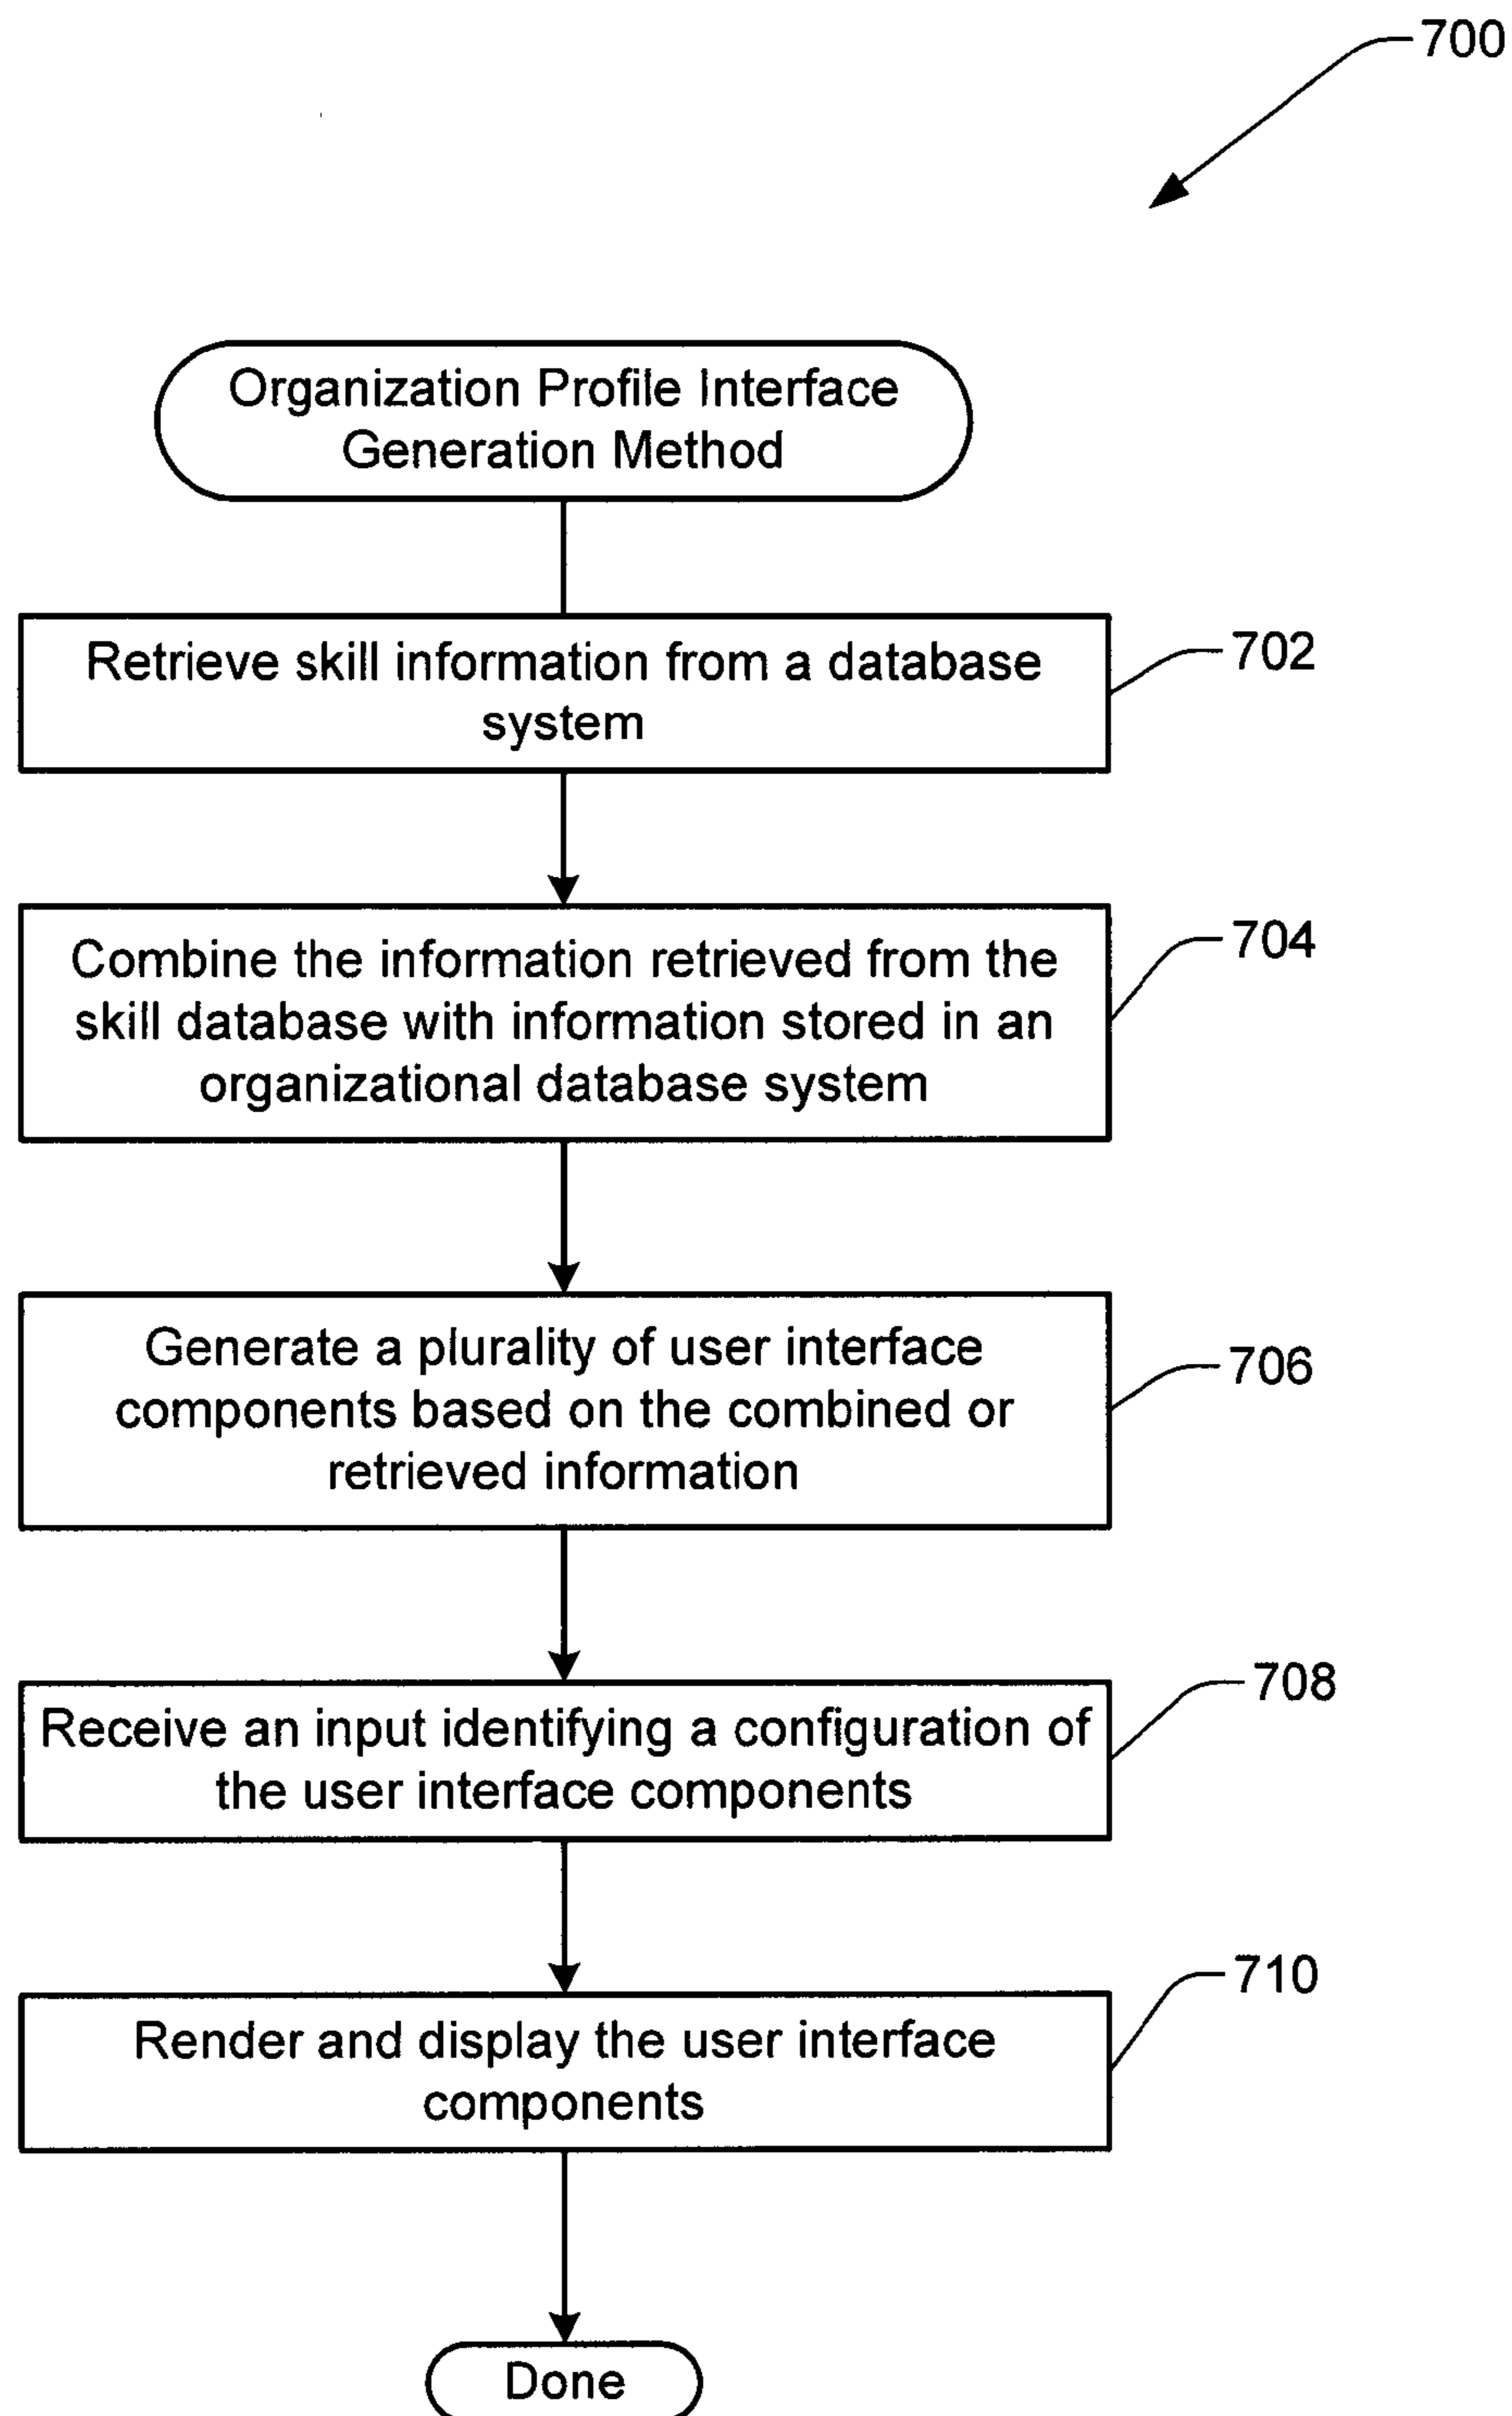 700
Organization Profile Interface
Generation Method
Retrieve skill information from a database
system
702
Combine the information retrieved from the
skill database with information stored in an
organizational database system
704
Generate a plurality of user interface
components based on the combined or
retrieved information
706
Receive an input identifying a configuration of
the user interface components
708
Render and display the user interface
components
710
Done